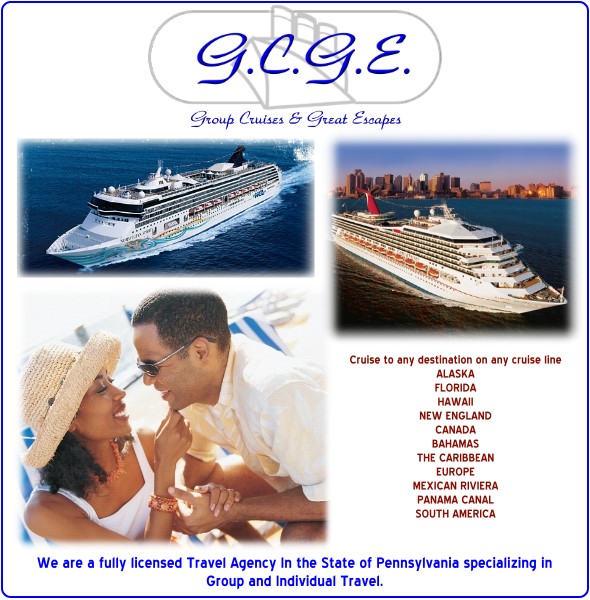 G.C.G.E.
Group Cruises & Great Escapes
Cruise to any destination on any cruise line
ALASKA
FLORIDA
HAWAII
NEW ENGLAND
CANADA
BAHAMAS
THE CARIBBEAN
EUROPE
MEXICAN RIVIERA
PANAMA CANAL
SOUTH AMERICA
We are a fully licensed Travel Agency In the State of Pennsylvania specializing in
Group and Individual Travel.